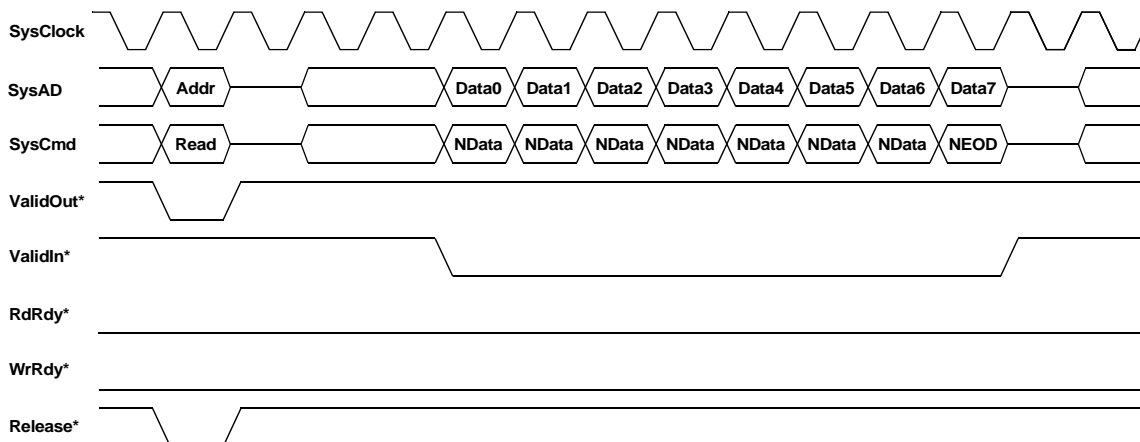 SysClock
SysAD Addr Data0 Data1 Data2 Data3 Data4 Data5 Data6 Data7
SysCmd Read NData NData NData NData NData NData NData NEOD
ValidOut*
ValidIn*
RdRdy*
WrRdy*
Release*